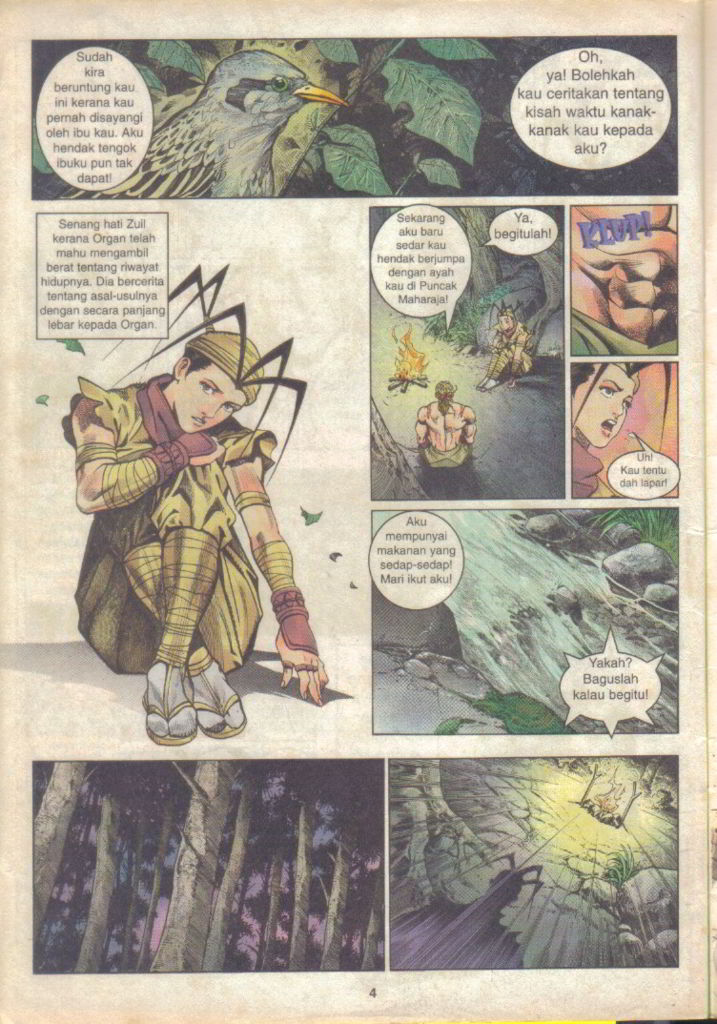 Sudah
kira
beruntung kau
ini kerana kau
pernah disayangi
oleh ibu kau. Aku
hendak tengok
ibuku pun tak
dapat!
Oh,
ya! Bolehkah
kau ceritakan tentang
kisah waktu kanak-
kanak kau kepada
aku?
Senang hati Zuil
kerana Organ telah
mahu mengambil
berat tentang riwayat
hidupnya. Dia bercerita
tentang asal-usulnya
dengan secara panjang
lebar kepada Organ.
Sekarang
aku baru
sedar kau
hendak berjumpa
dengan ayah
kau di Puncak
Maharaja!
Ya,
begitulah!
KLUP!
Uh!
Kau tentu
dah lapar!
Aku
mempunyai
makanan yang
sedap-sedap!
Mari ikut aku!
Yakah?
Baguslah
kalau begitu!
4